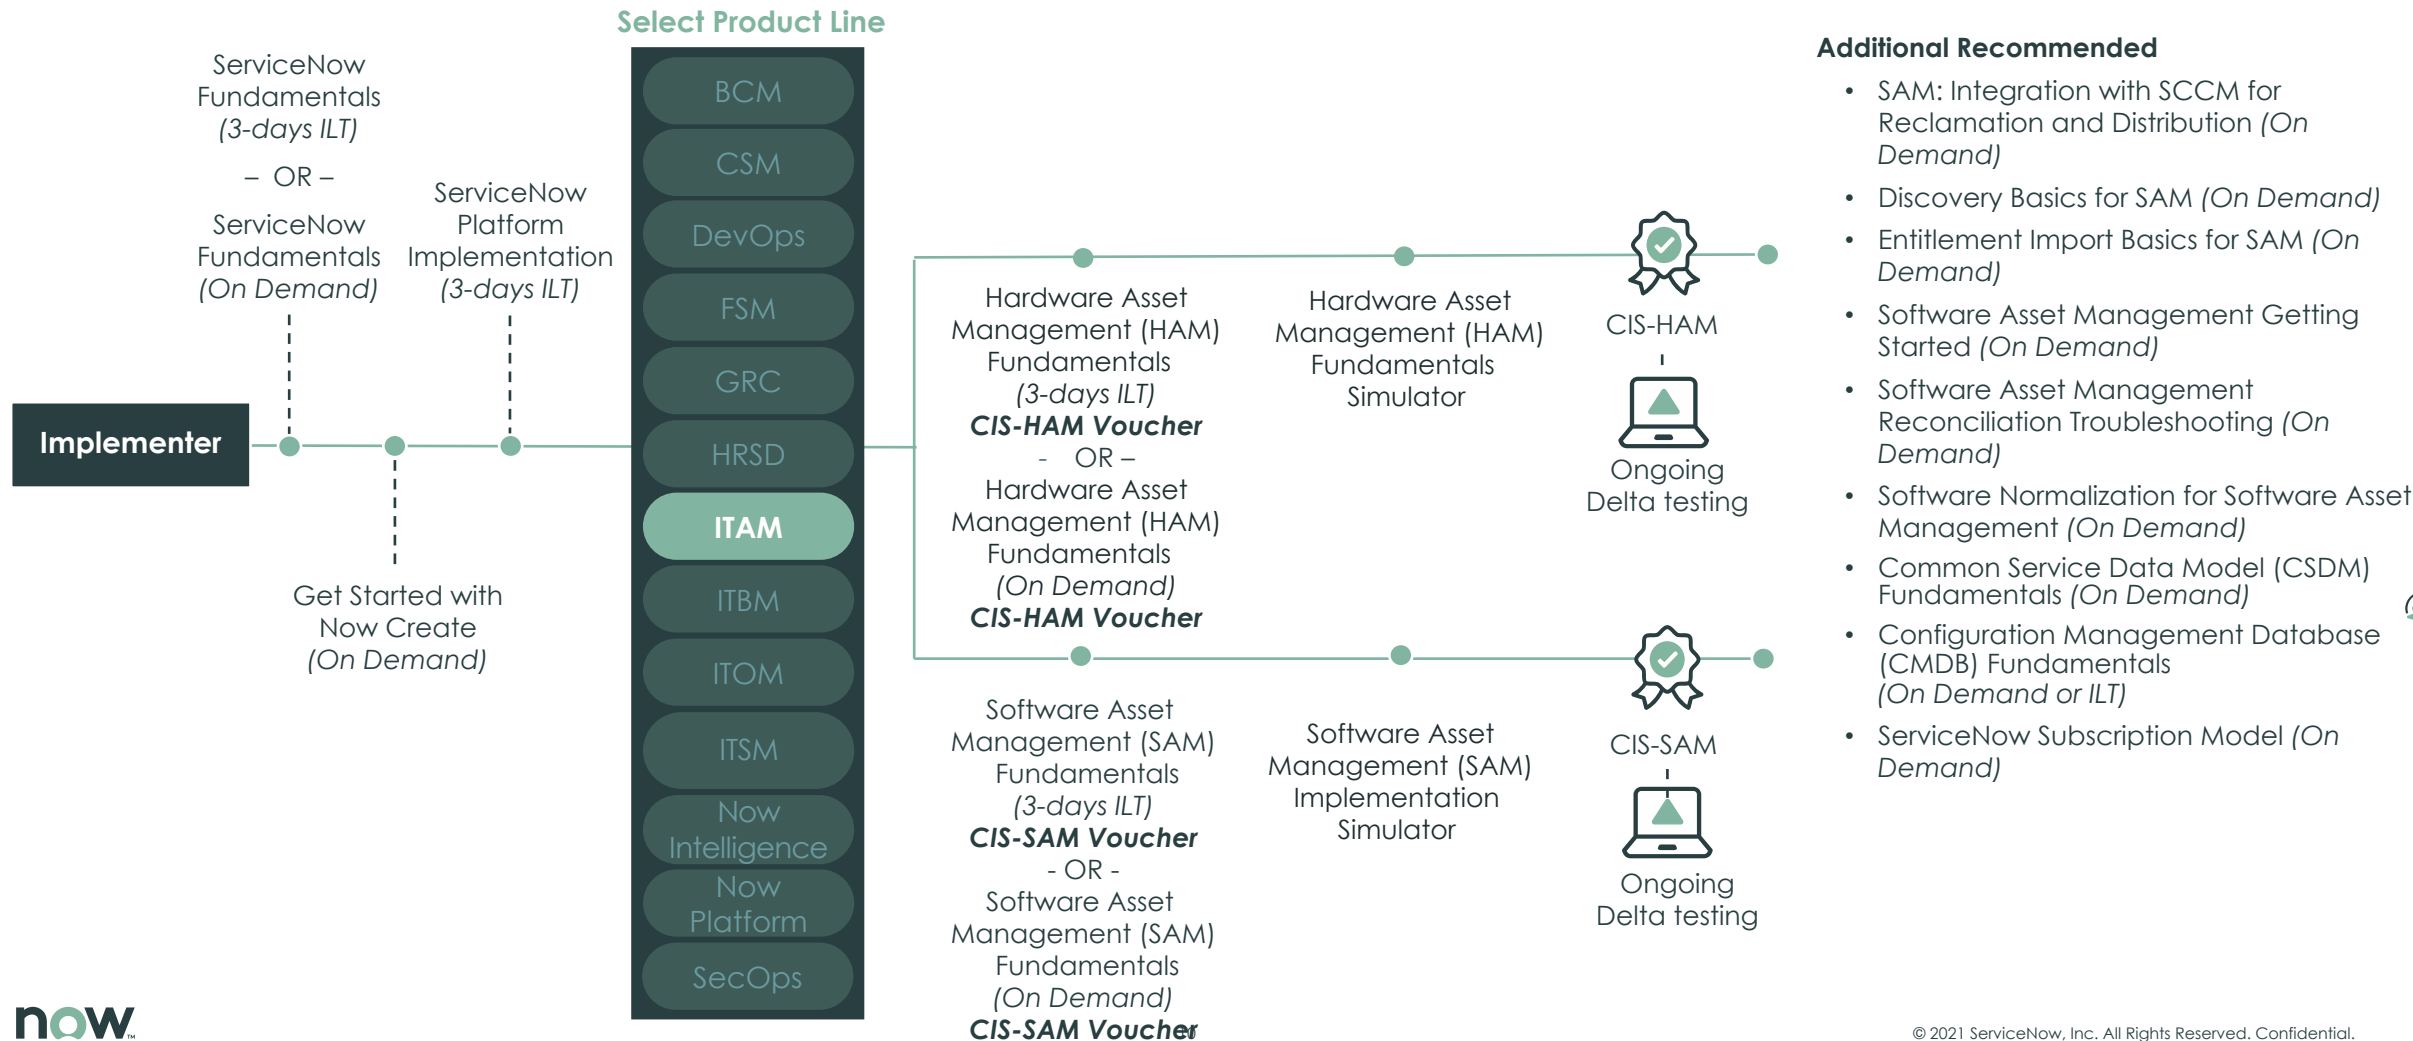 Select Product Line
ServiceNow
Fundamentals
(3-days ILT)
– OR –
ServiceNow
Fundamentals
(On Demand)
ServiceNow
Platform
Implementation
(3-days ILT)
Implementer
Get Started with
Now Create
(On Demand)
BCM
CSM
DevOps
FSM
GRC
HRSD
ITAM
ITBM
ITOM
ITSM
Now
Intelligence
Now
Platform
SecOps
Hardware Asset
Management (HAM)
Fundamentals
(3-days ILT)
CIS-HAM Voucher
- OR –
Hardware Asset
Management (HAM)
Fundamentals
(On Demand)
CIS-HAM Voucher
Hardware Asset
Management (HAM)
Fundamentals
Simulator
CIS-HAM
Ongoing
Delta testing
Software Asset
Management (SAM)
Fundamentals
(3-days ILT)
CIS-SAM Voucher
- OR -
Software Asset
Management (SAM)
Fundamentals
(On Demand)
CIS-SAM Voucher
Software Asset
Management (SAM)
Implementation
Simulator
CIS-SAM
Ongoing
Delta testing
Additional Recommended
• SAM: Integration with SCCM for
Reclamation and Distribution (On
Demand)
• Discovery Basics for SAM (On Demand)
• Entitlement Import Basics for SAM (On
Demand)
• Software Asset Management Getting
Started (On Demand)
• Software Asset Management
Reconciliation Troubleshooting (On
Demand)
• Software Normalization for Software Asset
Management (On Demand)
• Common Service Data Model (CSDM)
Fundamentals (On Demand)
• Configuration Management Database
(CMDB) Fundamentals
(On Demand or ILT)
• ServiceNow Subscription Model (On
Demand)
now™
© 2021 ServiceNow, Inc. All Rights Reserved. Confidential.